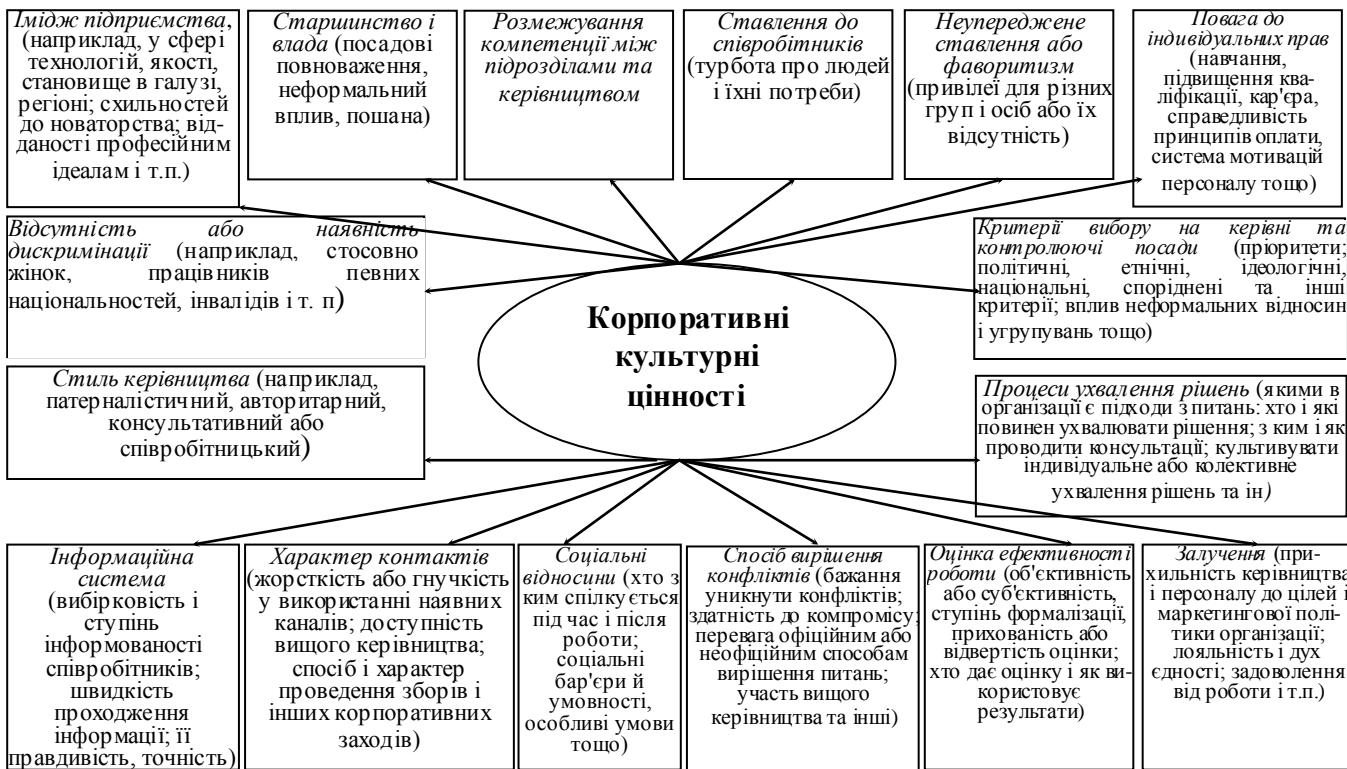 Імідж підприємства,
(наприклад, у сфері
технологій, якості,
становище в галузі,
регіоні; схильностей
до новаторства; від-
даності професійним
ідеалам і т.п.)
Старшинство і
влада (посадові
повноваження,
неформальний
вплив, пошана)
Розмежування
компетенції між
підрозділами та
керівництвом
Ставлення до
співробітників
(турбота про людей
і їхні потреби)
Неупереджене
ставлення або
фаворитизм
(привілеї для різних
груп і осіб або їх
відсутність)
Повага до
індивідуальних прав
(навчання,
підвищення ква-
ліфікації, кар'єра,
справедливість
принципів оплати,
система мотивацій
персоналу тощо)
Відсутність або наявність
дискримінації (наприклад, стосовно
жінок, працівників певних
національностей, інвалідів і т. п)
Критерії вибору на керівні та
контролюючі посади (пріоритети;
політичні, етнічні, ідеологічні,
національні, споріднені та інші
критерії; вплив неформальних відносин
і угрупувань тощо)
Корпоративні
культурні
цінності
Стиль керівництва (наприклад,
патерналістичний, авторитарний,
консультативний або
співробітницький)
Процеси ухвалення рішень (якими в
організації є підходи з питань: хто і які
повинен ухвалювати рішення; з ким і як
проводити консультації; культивувати
індивідуальне або колективне
ухвалення рішень та ін)
Інформаційна
система
(вибірковість і
ступінь
інформованості
співробітників;
швидкість
проходження
інформації; її
правдивість, точність)
Характер контактів
(жорсткість або гнучкість
у використанні наявних
каналів; доступність
вищого керівництва;
спосіб і характер
проведення зборів і
інших корпоративних
заходів)
Соціальні
відносини (хто з
ким спілкується
під час і після
роботи;
соціальні
бар'єри й
умовності,
особливі умови
тощо)
Спосіб вирішення
конфліктів (бажання
уникнути конфліктів;
здатність до компромісу;
перевага офіційним або
неофіційним способам
вирішення питань;
участь вищого
керівництва та інші)
Оцінка ефективності
роботи (об'єктивність
або суб'єктивність,
ступінь формалізації,
прихованість або
відвертість оцінки;
хто дає оцінку і як ви-
користовує
результати)
Залучення (при-
хильність керівництва
і персоналу до цілей і
маркетингової полі-
тики організації;
лояльність і дух
єдності; задоволення
від роботи і т.п.)